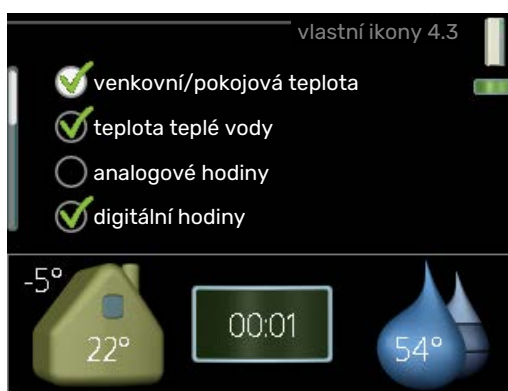 vlastní ikony 4.3
venkovní/pokojová teplota
teplota teplé vody
analogové hodiny
digitální hodiny
-5°
22°
00:01
54°